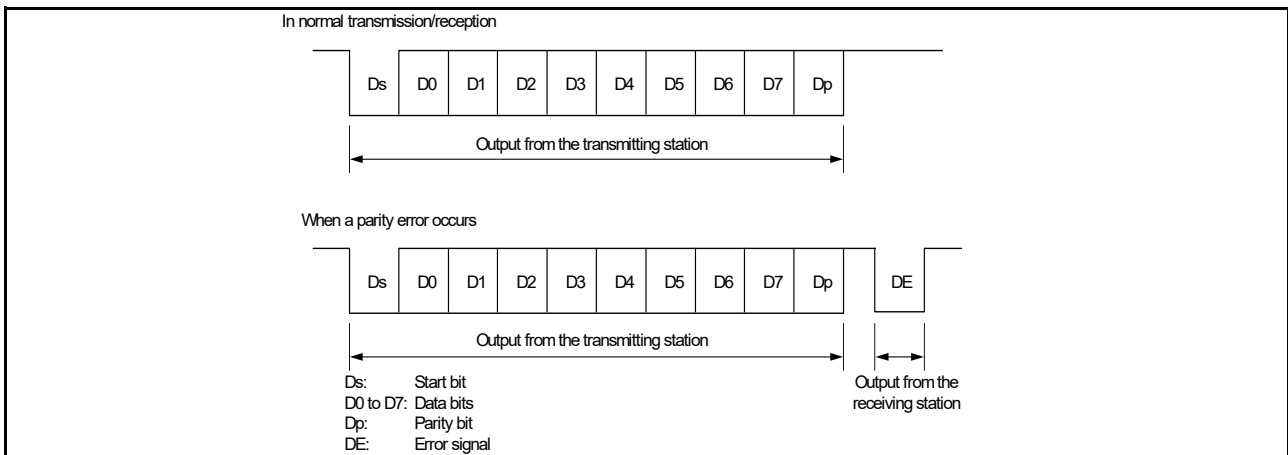 In normal transmission/reception
Ds D0 D1 D2 D3 D4 D5 D6 D7 Dp
Output from the transmitting station
When a parity error occurs
Ds D0 D1 D2 D3 D4 D5 D6 D7 Dp DE
Output from the transmitting station
Output from the
receiving station
Ds: Start bit
D0 to D7: Data bits
Dp: Parity bit
DE: Error signal